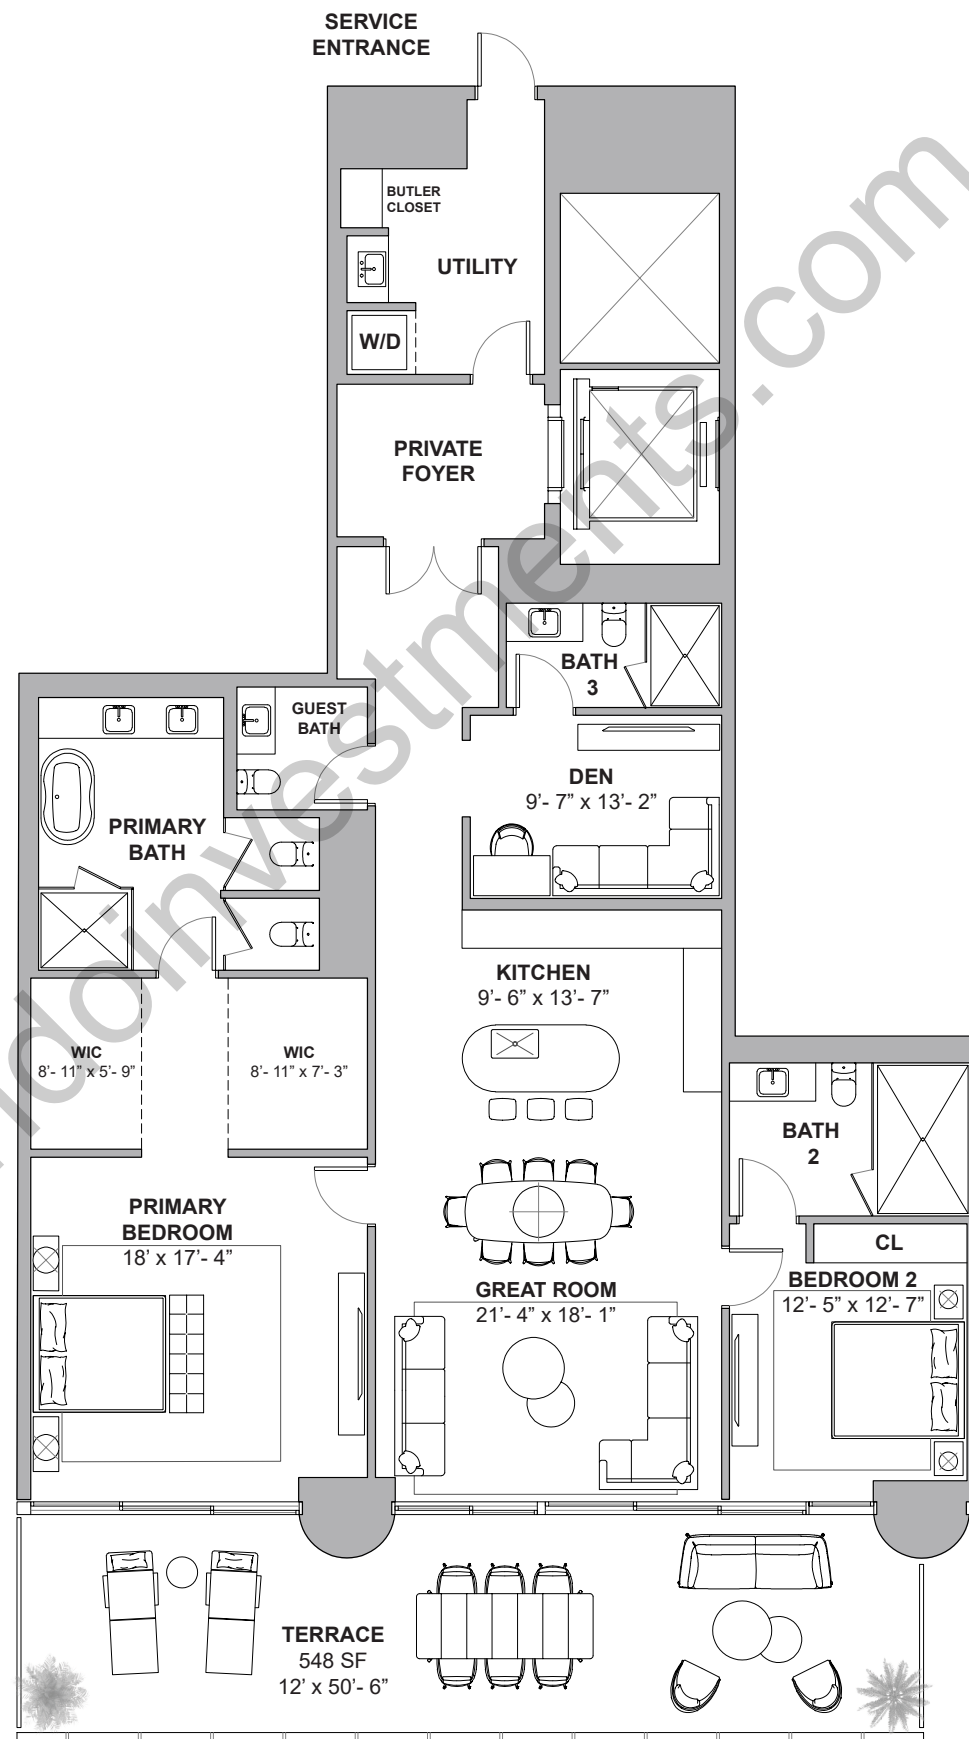 SERVICE
ENTRANCE
BUTLER
CLOSET
UTILITY
W/D
PRIVATE
FOYER
BATH
3
GUEST
BATH
DEN
9'- 7” x 13'- 2”
PRIMARY
BATH
KITCHEN
9'- 6” x 13'- 7”
WIC
8'- 11” x 5'- 9”
WIC
8'- 11” x 7'- 3”
BATH
2
PRIMARY
BEDROOM
18' x 17'- 4”
CL
BEDROOM 2
12'- 5” x 12'- 7”
GREAT ROOM
21'- 4” x 18'- 1”
TERRACE
548 SF
12' x 50'- 6”
ndoinvestments.com